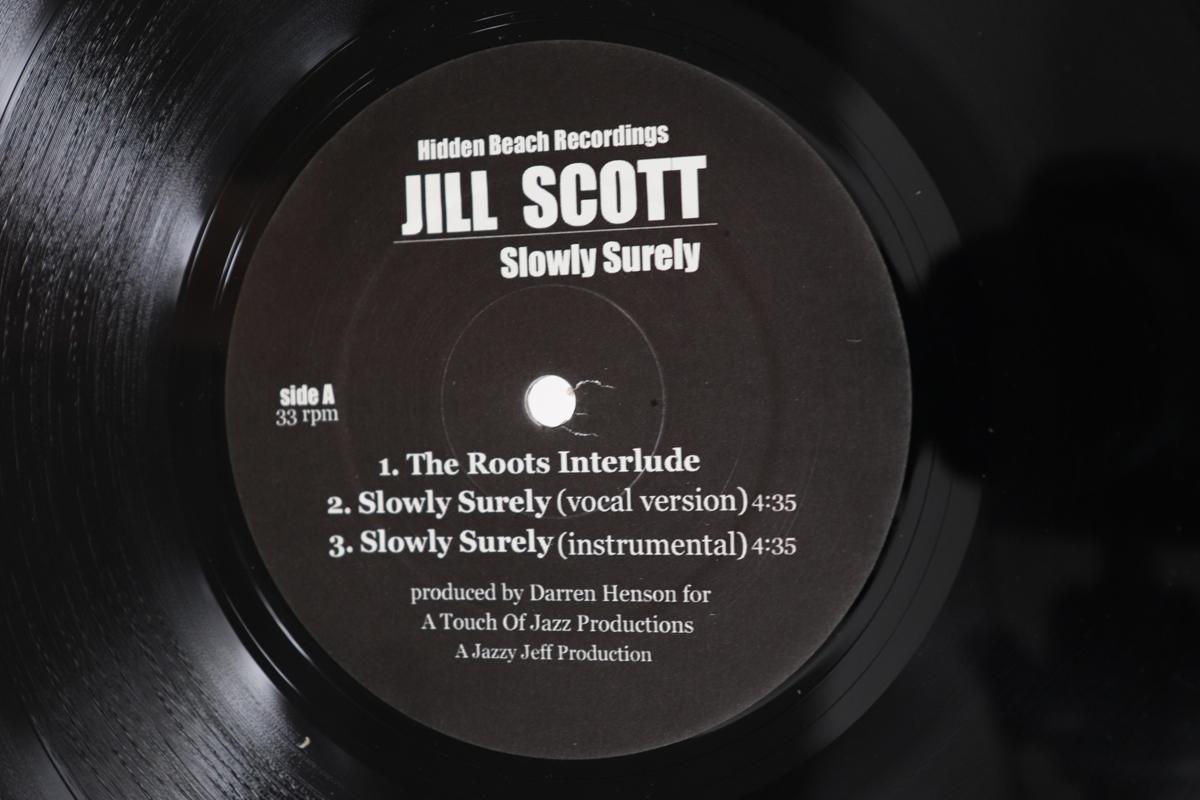 Hidden Beach Recordings
JILL SCOTT
Slowly Surely
side A
33 rpm
1. The Roots Interlude
2. Slowly Surely (vocal version) 4:35
3. Slowly Surely (instrumental) 4:35
produced by Darren Henson for
A Touch Of Jazz Productions
A Jazzy Jeff Production